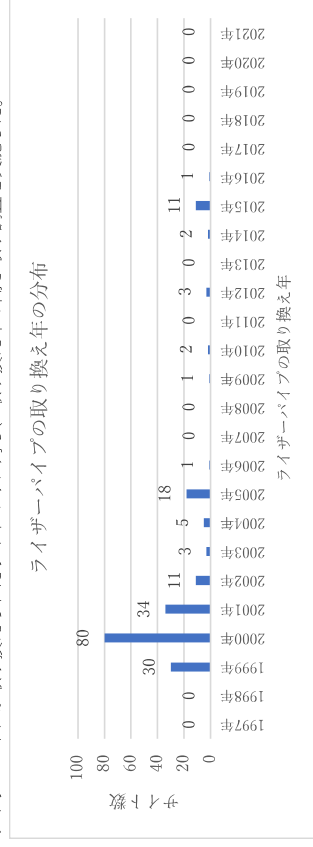 ライザーパイプの取り換え年の分布
サイト数
100
80
60
40
20
0
0
0
30
80
34
11
3
5
18
1
0
0
1
2
0
3
0
2
11
1
0
0
0
0
0
1997年
1998年
1999年
2000年
2001年
2002年
2003年
2004年
2005年
2006年
2007年
2008年
2009年
2010年
2011年
2012年
2013年
2014年
2015年
2016年
2017年
2018年
2019年
2020年
2021年
ライザーパイプの取り換え年